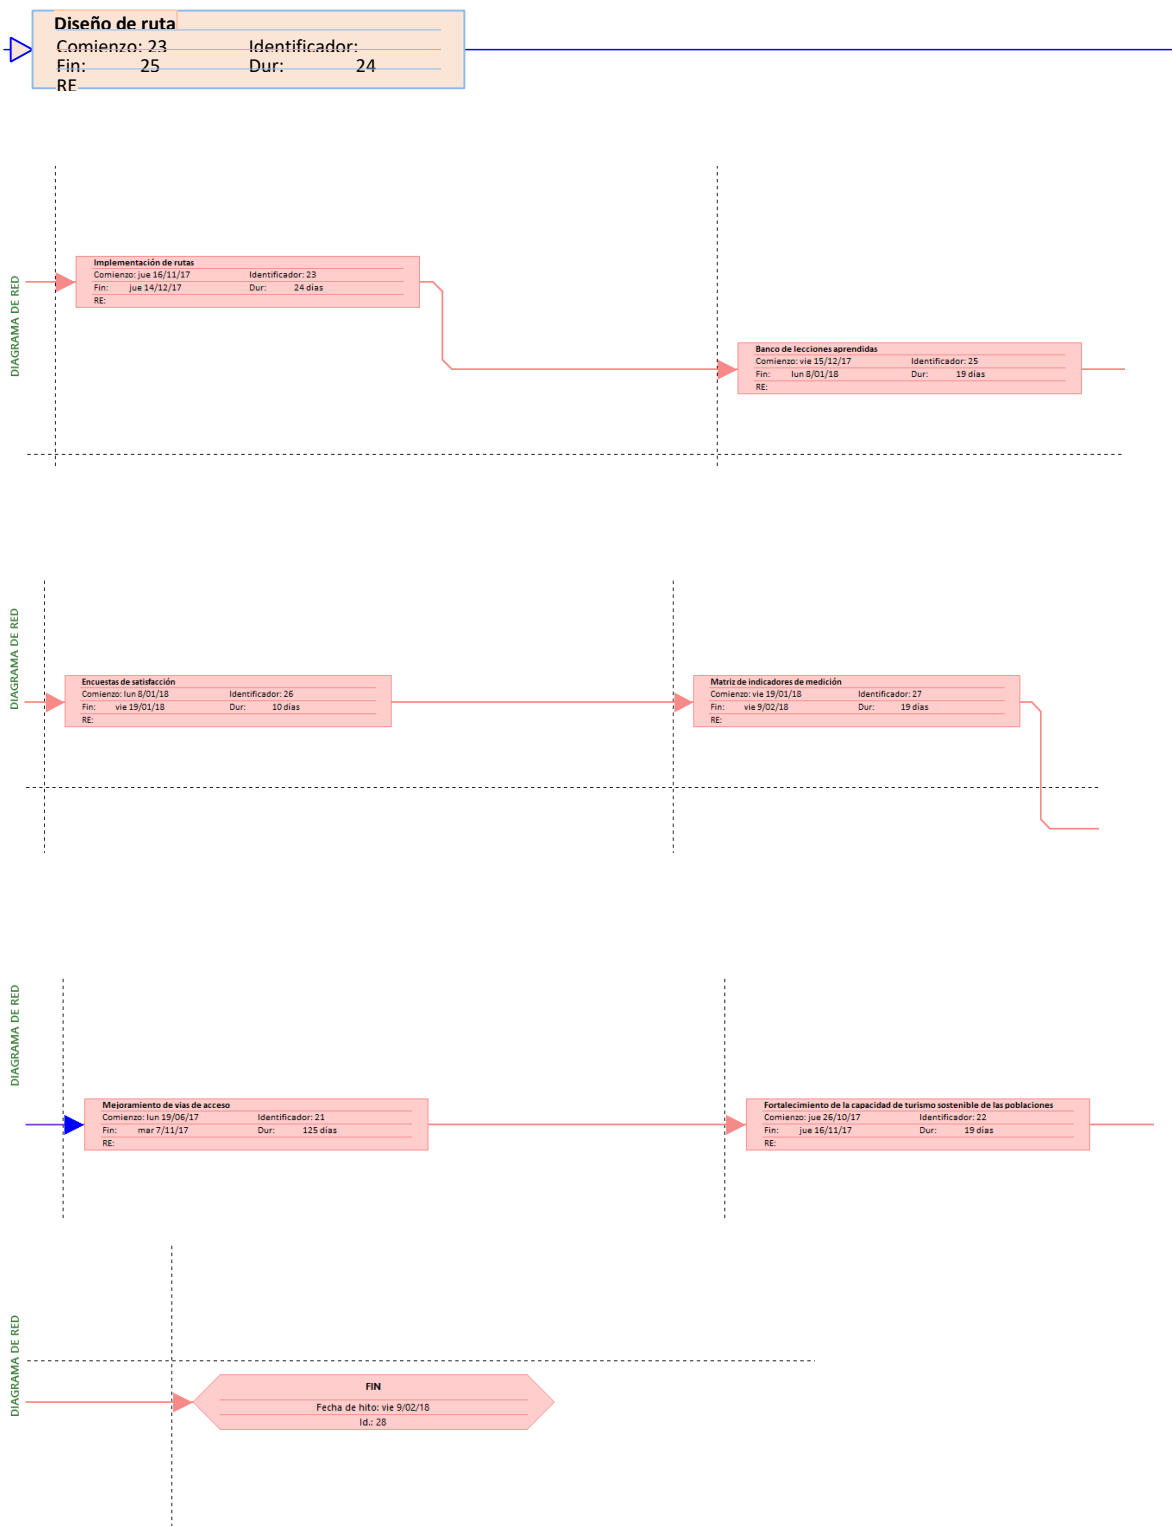 Diseño de ruta
Comienzo: 23 Identificador:
Fin: 25 Dur: 24
RE
DIAGRAMA DE RED
Implementación de rutas
Comienzo: jue 16/11/17 Identificador: 23
Fin: jue 14/12/17 Dur: 24 días
RE:
Banco de lecciones aprendidas
Comienzo: vie 15/12/17 Identificador: 25
Fin: lun 8/01/18 Dur: 19 días
RE:
DIAGRAMA DE RED
Encuestas de satisfacción
Comienzo: lun 8/01/18 Identificador: 26
Fin: vie 19/01/18 Dur: 10 días
RE:
Matriz de indicadores de medición
Comienzo: vie 19/01/18 Identificador: 27
Fin: vie 9/02/18 Dur: 19 días
RE:
DIAGRAMA DE RED
Mejoramiento de vías de acceso
Comienzo: lun 19/06/17 Identificador: 21
Fin: mar 7/11/17 Dur: 125 días
RE:
Fortalecimiento de la capacidad de turismo sostenible de las poblaciones
Comienzo: jue 26/10/17 Identificador: 22
Fin: jue 16/11/17 Dur: 19 días
RE:
DIAGRAMA DE RED
FIN
Fecha de hito: vie 9/02/18
Id.: 28